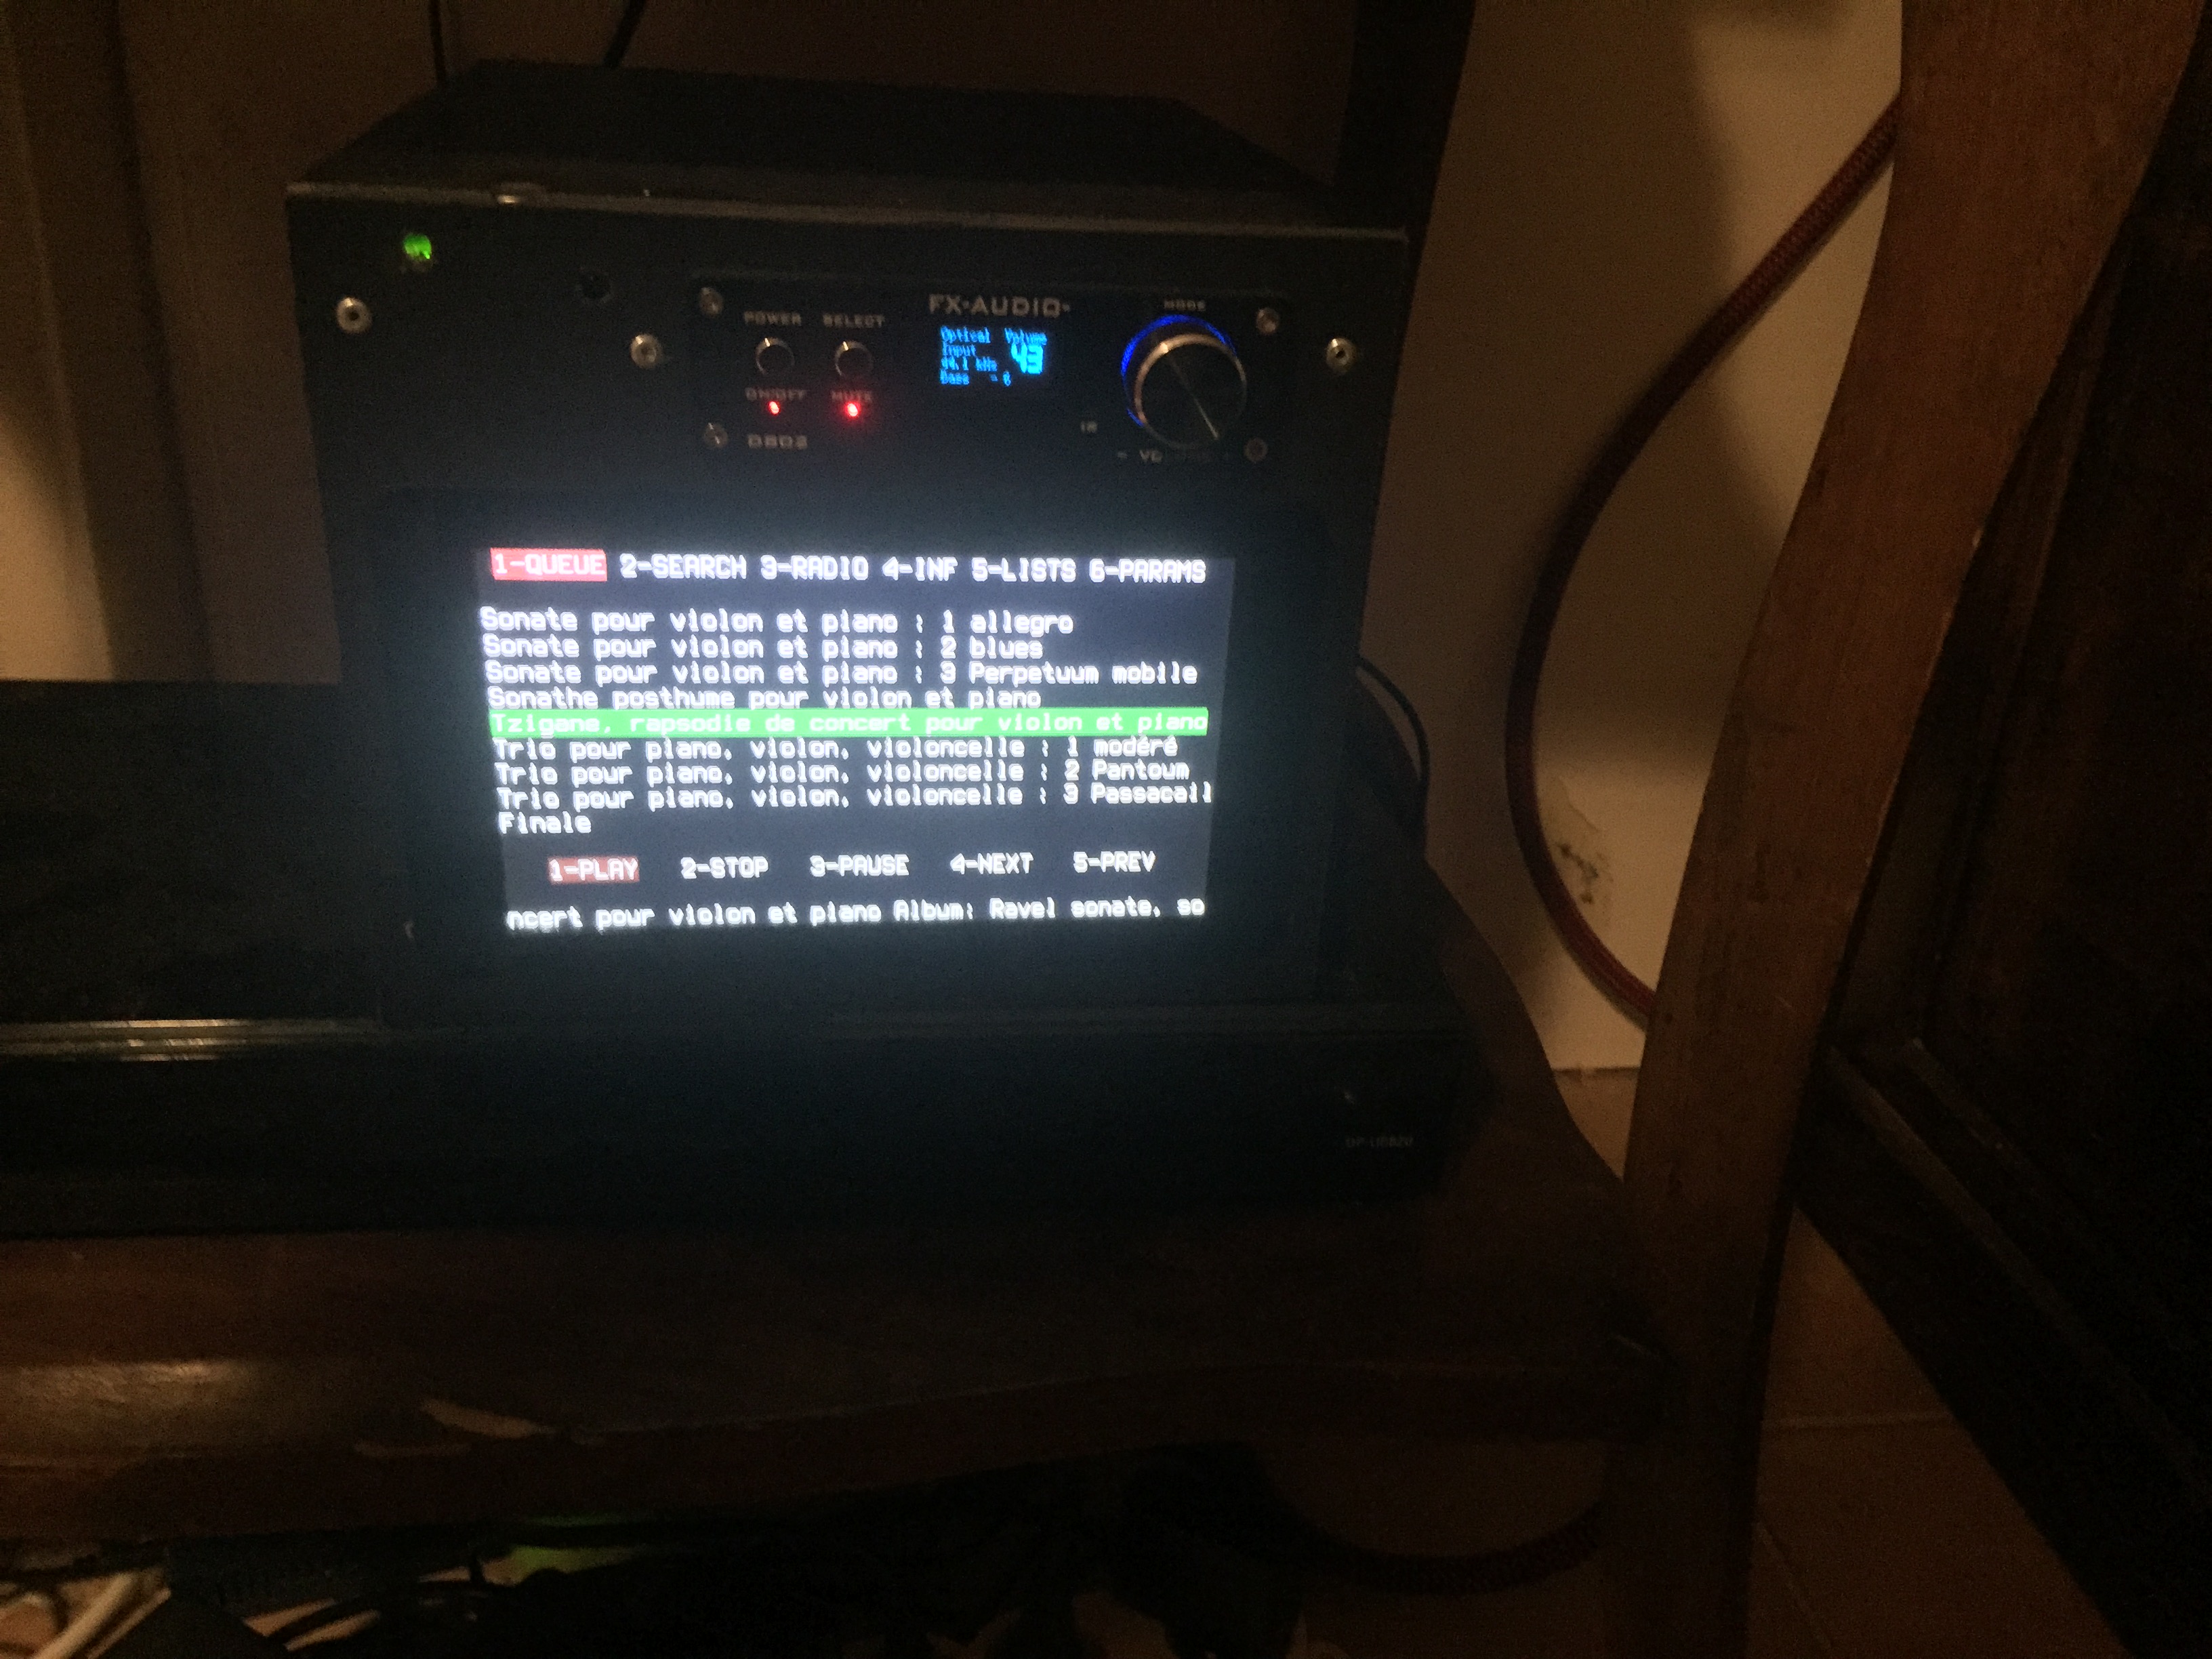 FX-AUDIO-
MODE
POWER SELECT
Optical Volume
Input 43
44.1 kHz
Bass = 6
ON/OFF MUTE
IR
D802
1-QUEUE 2-SEARCH 3-RADIO 4-INF 5-LISTS 6-PARAMS
Sonate pour violon et piano : 1 allegro
Sonate pour violon et piano : 2 blues
Sonate pour violon et piano : 3 Perpetuum mobile
Sonathe posthume pour violon et piano
Tzigane, rapsodie de concert pour violon et piano
Trio pour piano, violon, violoncelle : 1 modéré
Trio pour piano, violon, violoncelle : 2 Pantoum
Trio pour piano, violon, violoncelle : 3 Passacail
Finale
1-PLAY 2-STOP 3-PAUSE 4-NEXT 5-PREV
ncert pour violon et piano Album: Ravel sonate, so